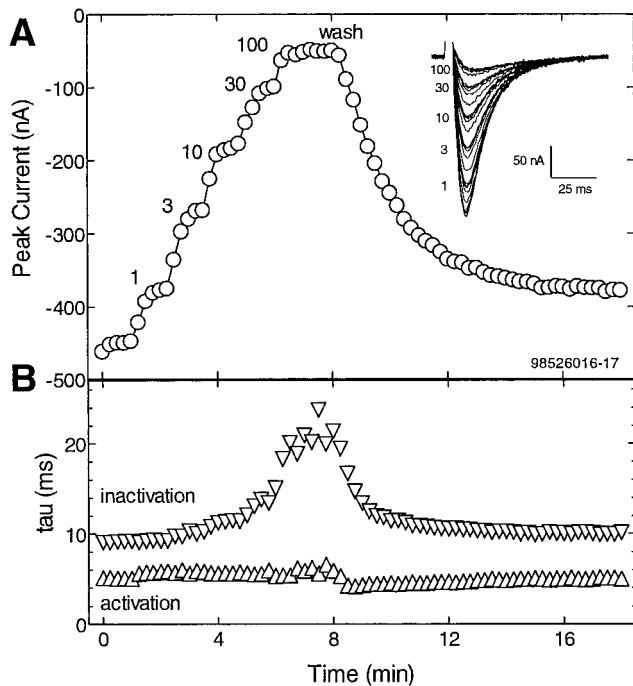 A
0
-100
-200
-300
-400
-500
Peak Current (nA)
1
3
10
30
100
wash
100
30
10
3
1
50 nA
25 ms
98526016-17
B
20
10
0
tau (ms)
inactivation
activation
0 4 8 12 16
Time (min)